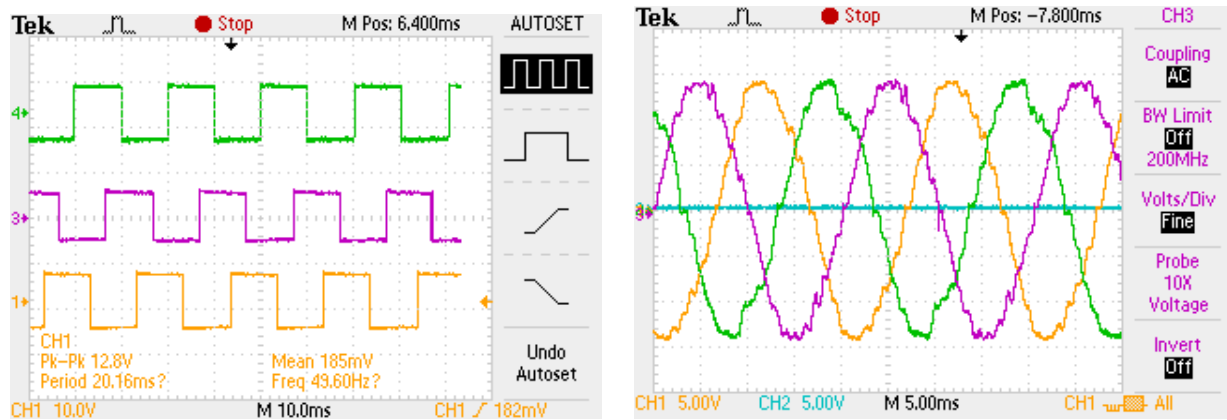 Tek Stop M Pos: 6.400ms AUTOSET
4
3
1
CH1
Pk-Pk 12.8V Mean 185mV
Period 20.16ms? Freq 49.60Hz?
Undo
Autoset
CH1 10.0V M 10.0ms CH1 182mV
Tek Stop M Pos: -7.800ms CH3
Coupling
AC
BW Limit
Off
200MHz
Volts/Div
Fine
Probe
10X
Voltage
Invert
Off
CH1 5.00V CH2 5.00V M 5.00ms CH1 All